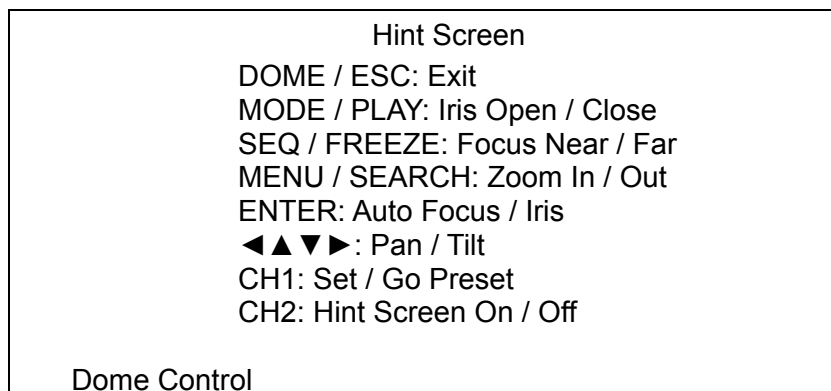 Hint Screen
DOME / ESC: Exit
MODE / PLAY: Iris Open / Close
SEQ / FREEZE: Focus Near / Far
MENU / SEARCH: Zoom In / Out
ENTER: Auto Focus / Iris
◄▲▼►: Pan / Tilt
CH1: Set / Go Preset
CH2: Hint Screen On / Off
Dome Control